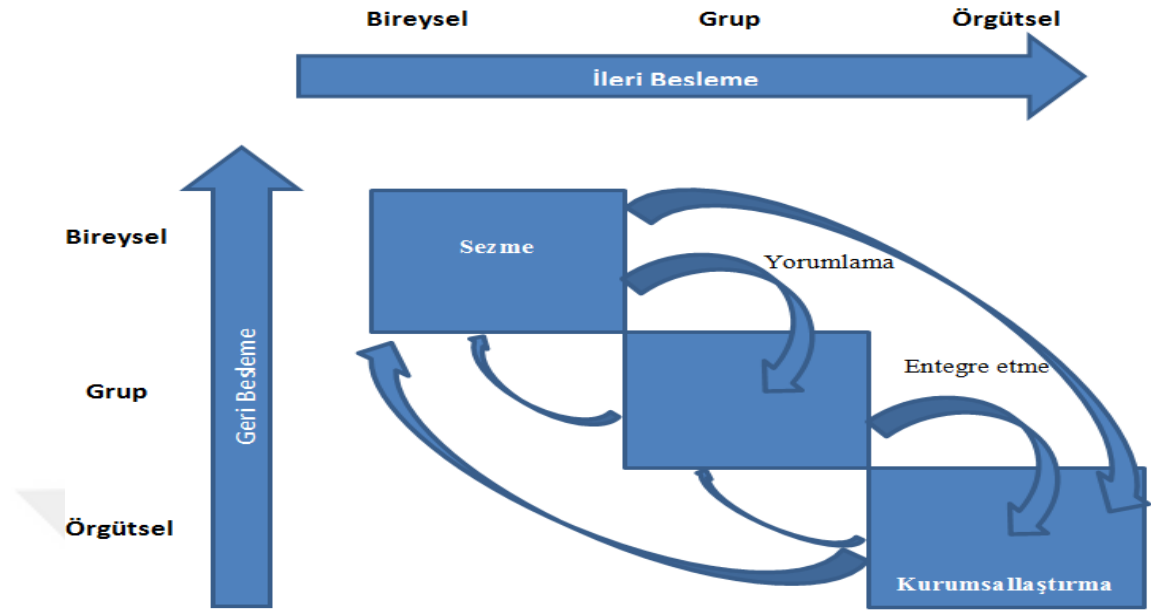 Bireysel Grup Örgütsel
İleri Besleme
Bireysel
Sezme
Yorumlama
Geri Besleme
Grup
Entegre etme
Örgütsel
Kurumsallaştırma